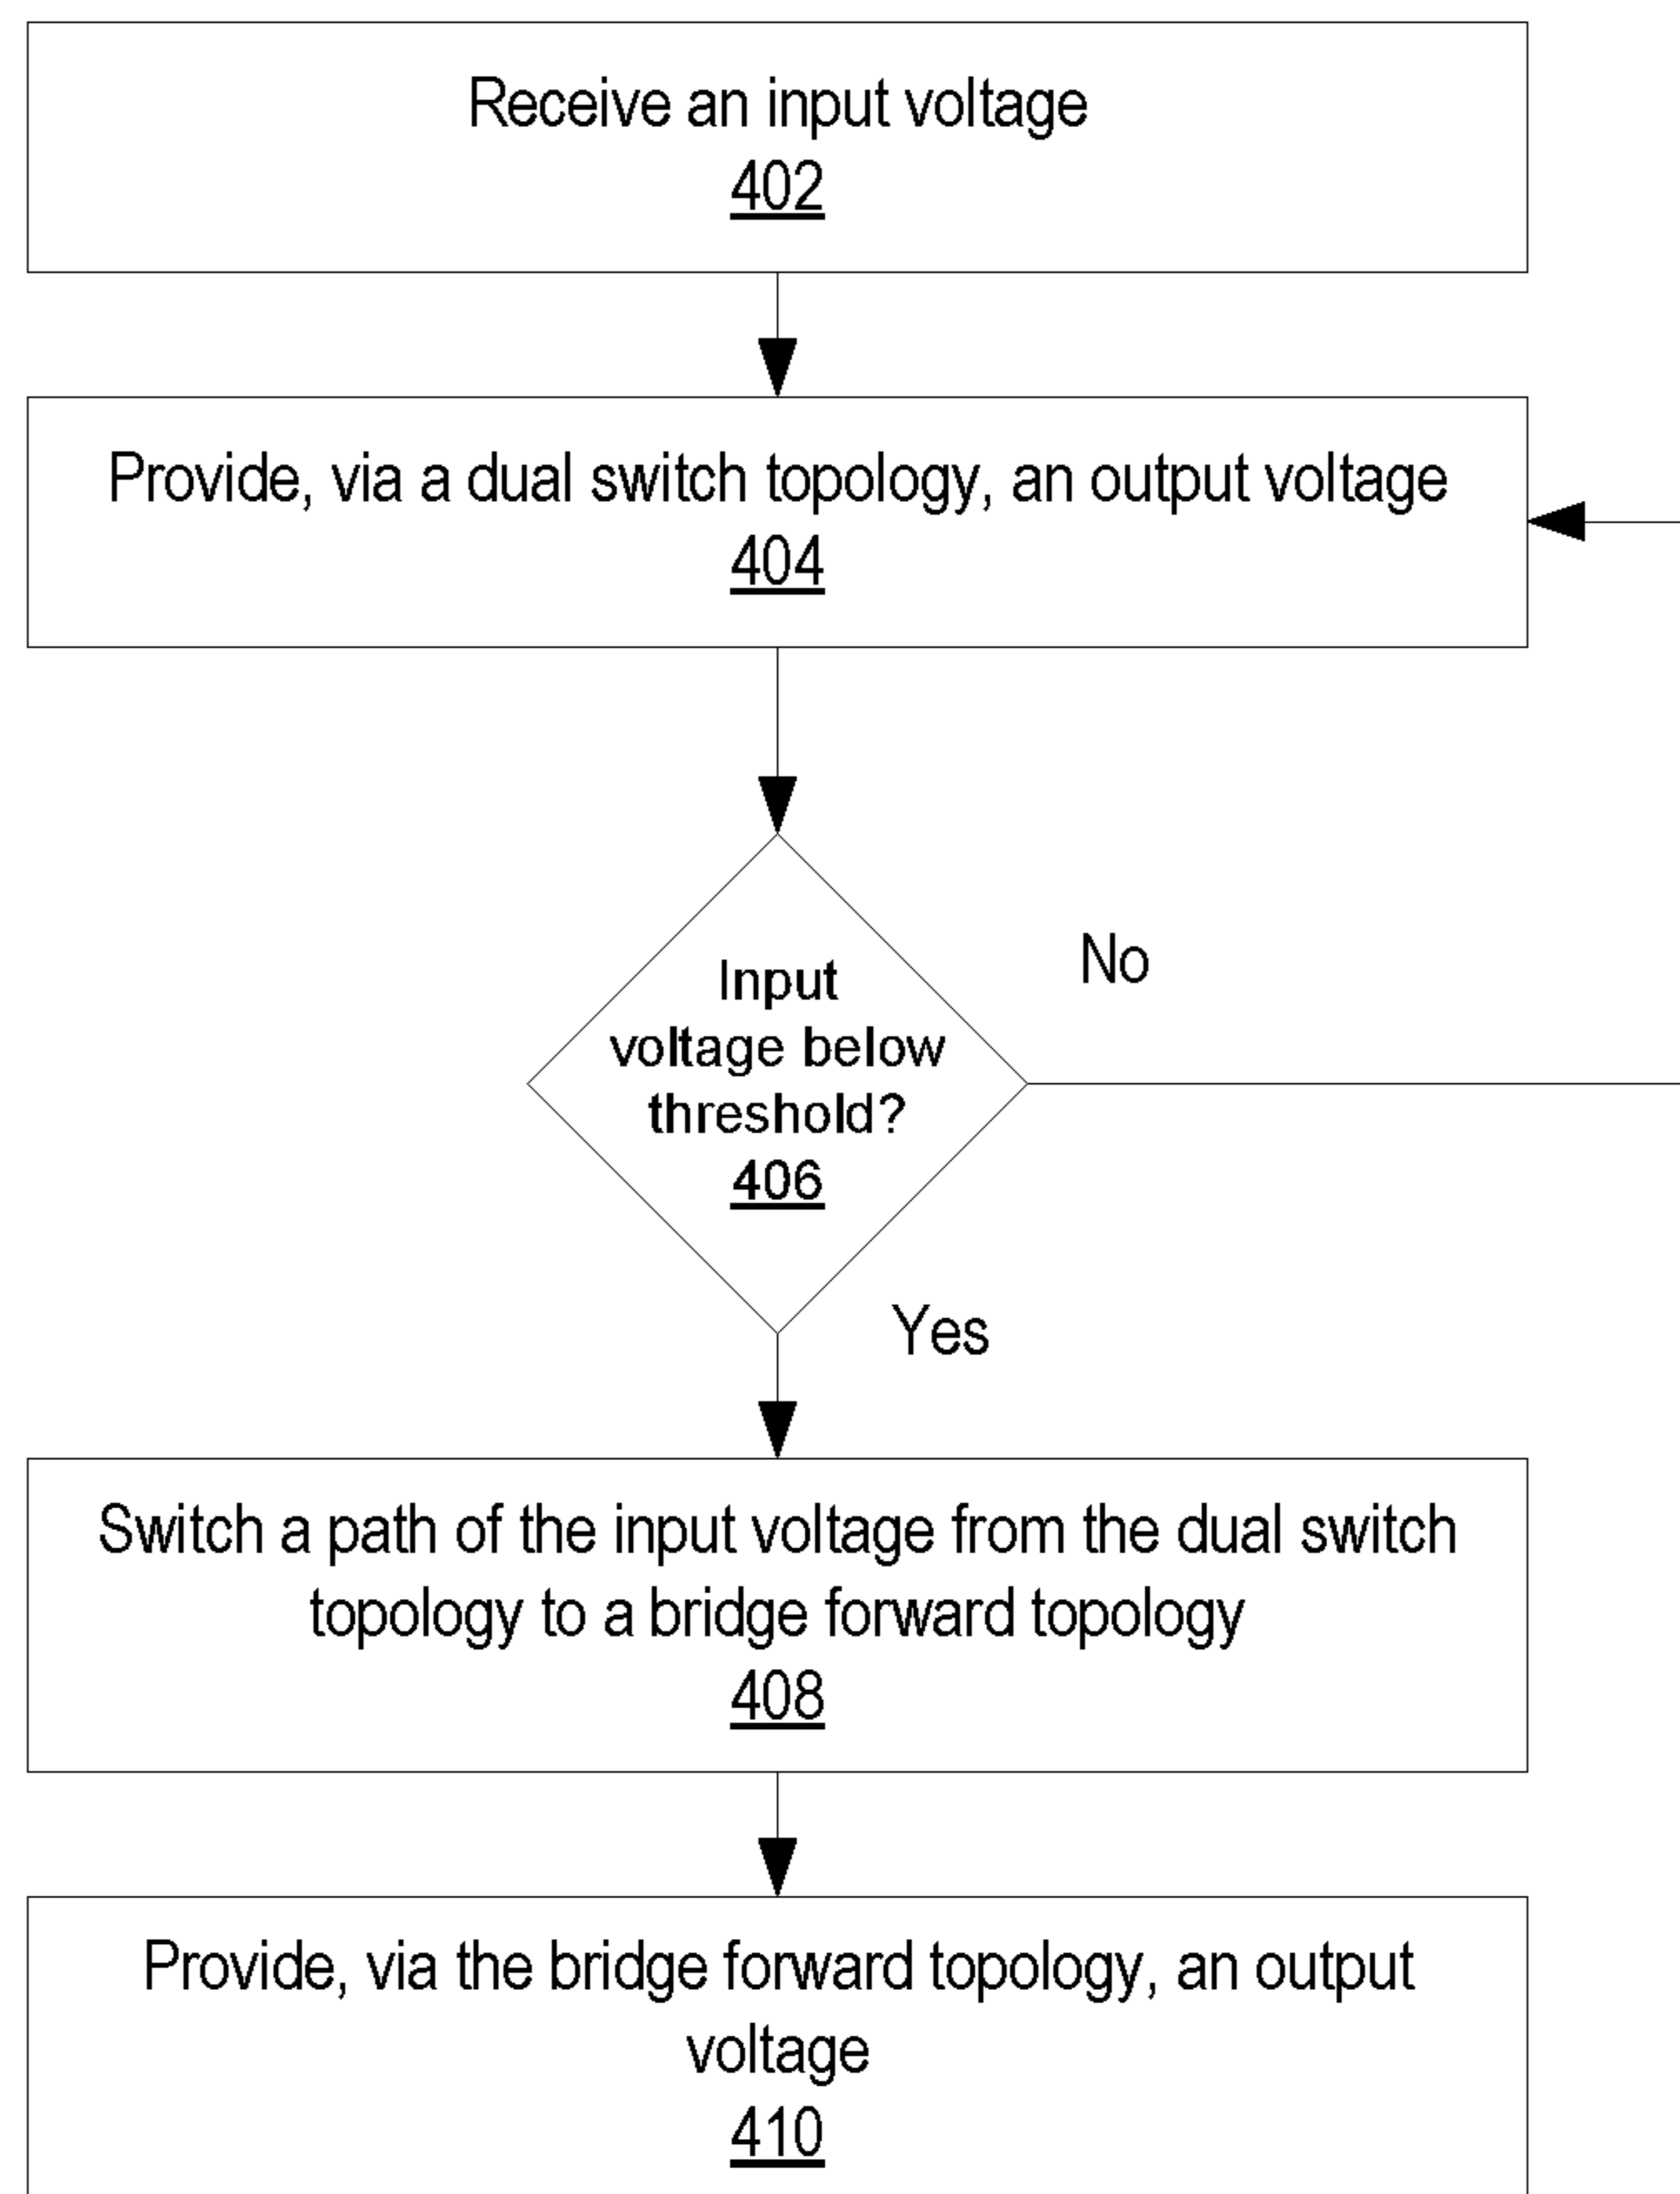 Receive an input voltage
402
Provide, via a dual switch topology, an output voltage
404
Input
voltage below
threshold?
406
No
Yes
Switch a path of the input voltage from the dual switch
topology to a bridge forward topology
408
Provide, via the bridge forward topology, an output
voltage
410